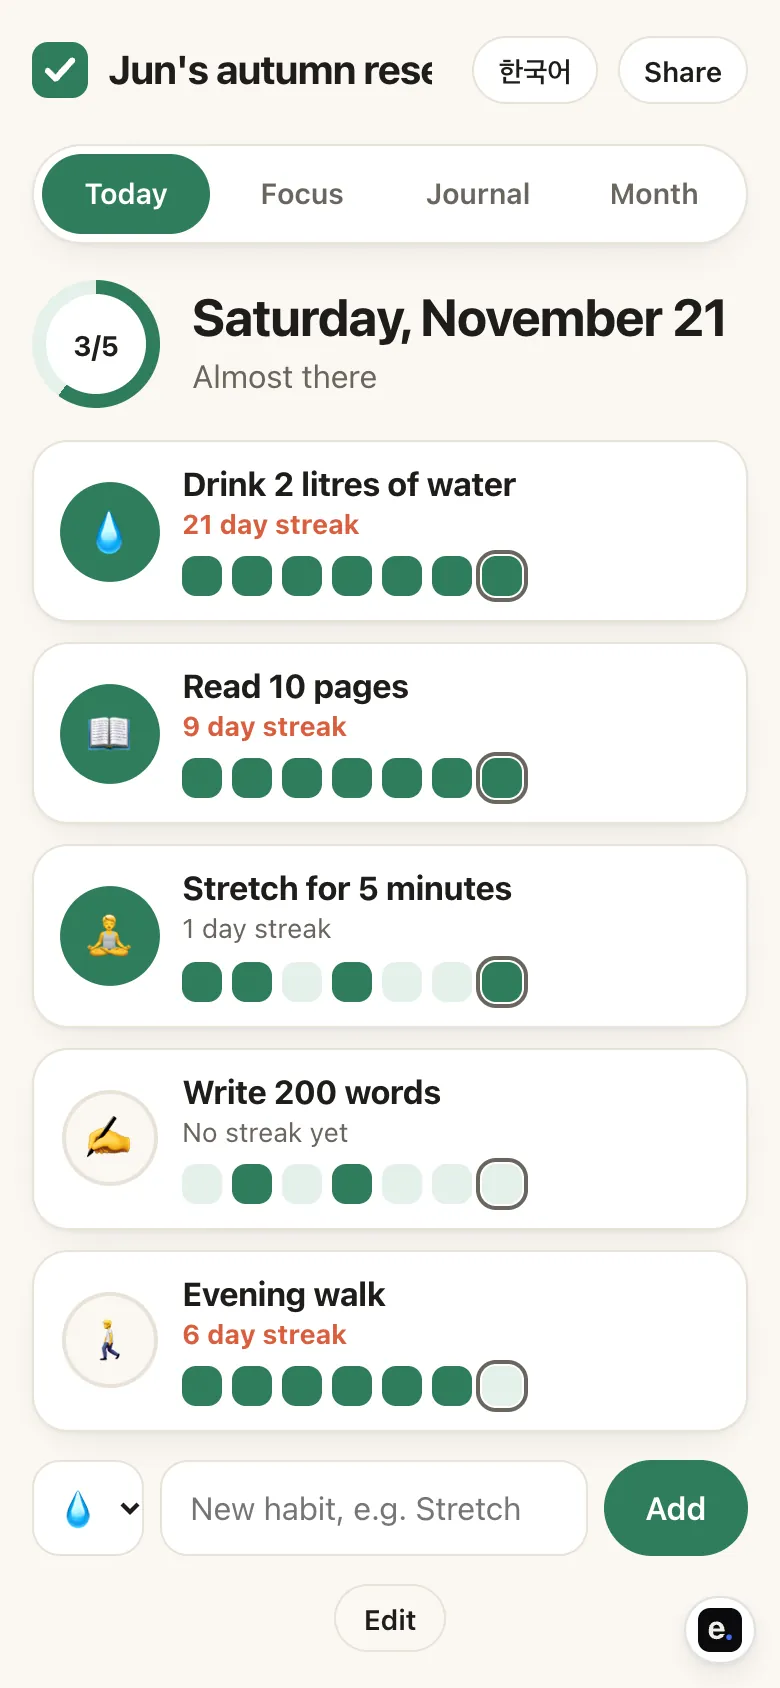 Jun's autumn rese
한국어
Share
Today
Focus
Journal
Month
3/5
Saturday, November 21
Almost there
Drink 2 litres of water
21 day streak
Read 10 pages
9 day streak
Stretch for 5 minutes
1 day streak
Write 200 words
No streak yet
Evening walk
6 day streak
New habit, e.g. Stretch
Add
Edit
e.